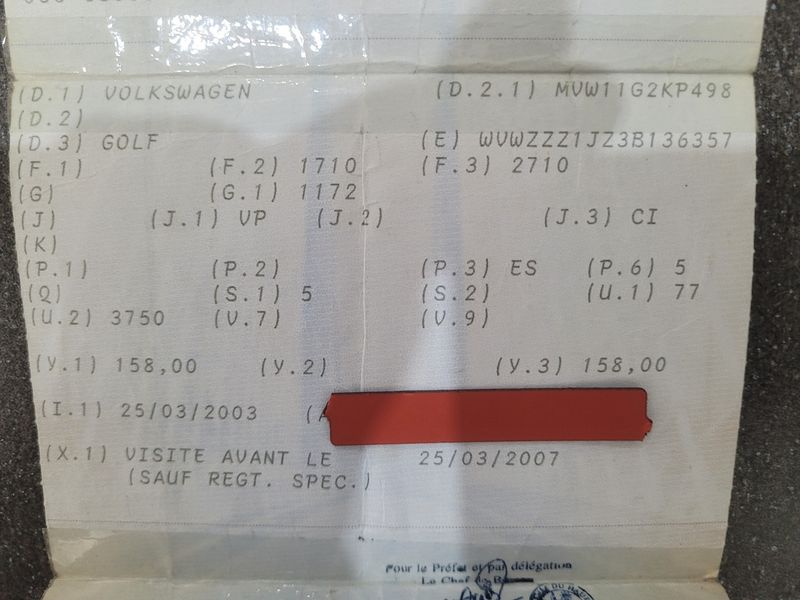 (D.1) VOLKSWAGEN (D.2.1) MVW11G2KP498
(D.2)
(D.3) GOLF (E) WVWZZZ1JZ3B136357
(F.1) (F.2) 1710 (F.3) 2710
(G) (G.1) 1172
(J) (J.1) VP (J.2) (J.3) CI
(K)
(P.1) (P.2) (P.3) ES (P.6) 5
(Q) (S.1) 5 (S.2) (U.1) 77
(U.2) 3750 (V.7) (V.9)
(Y.1) 158,00 (Y.2) (Y.3) 158,00
(I.1) 25/03/2003 (
(X.1) VISITE AVANT LE 25/03/2007
(SAUF REGT. SPEC.)
Pour le Préfet et par délégation
Le Chef de